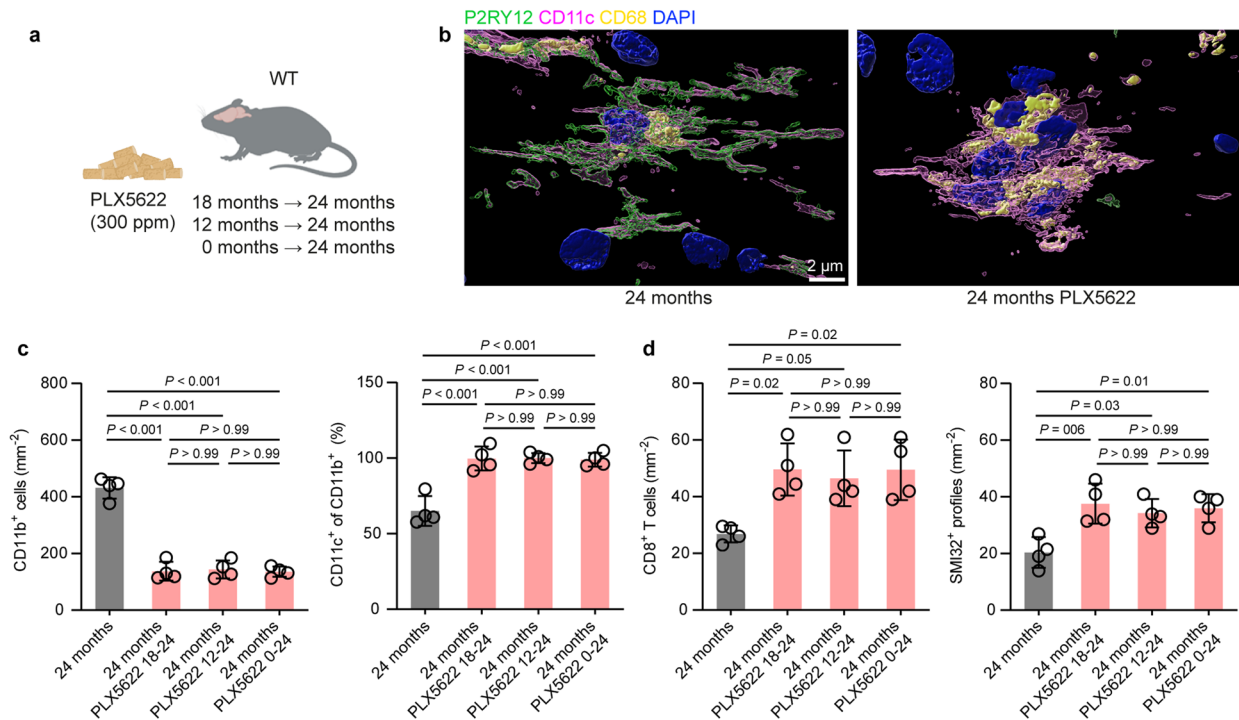 P2RY12 CD11c CD68 DAPI
a
b
WT
PLX5622
(300 ppm)
18 months → 24 months
12 months → 24 months
0 months → 24 months
2 μm
24 months
24 months PLX5622
c
P < 0.001
P < 0.001
P < 0.001
P > 0.99
P > 0.99
P > 0.99
CD11b⁺ cells (mm⁻²)
800
600
400
200
0
24 months
24 months
PLX5622 18-24
24 months
PLX5622 12-24
24 months
PLX5622 0-24
P < 0.001
P < 0.001
P < 0.001
P > 0.99
P > 0.99
P > 0.99
CD11c⁺ of CD11b⁺ (%)
150
100
50
0
24 months
24 months
PLX5622 18-24
24 months
PLX5622 12-24
24 months
PLX5622 0-24
d
P = 0.02
P = 0.05
P = 0.02
P > 0.99
P > 0.99
P > 0.99
CD8⁺ T cells (mm⁻²)
80
60
40
20
0
24 months
24 months
PLX5622 18-24
24 months
PLX5622 12-24
24 months
PLX5622 0-24
P = 0.01
P = 0.03
P = 006
P > 0.99
P > 0.99
P > 0.99
SMI32⁺ profiles (mm⁻²)
80
60
40
20
0
24 months
24 months
PLX5622 18-24
24 months
PLX5622 12-24
24 months
PLX5622 0-24